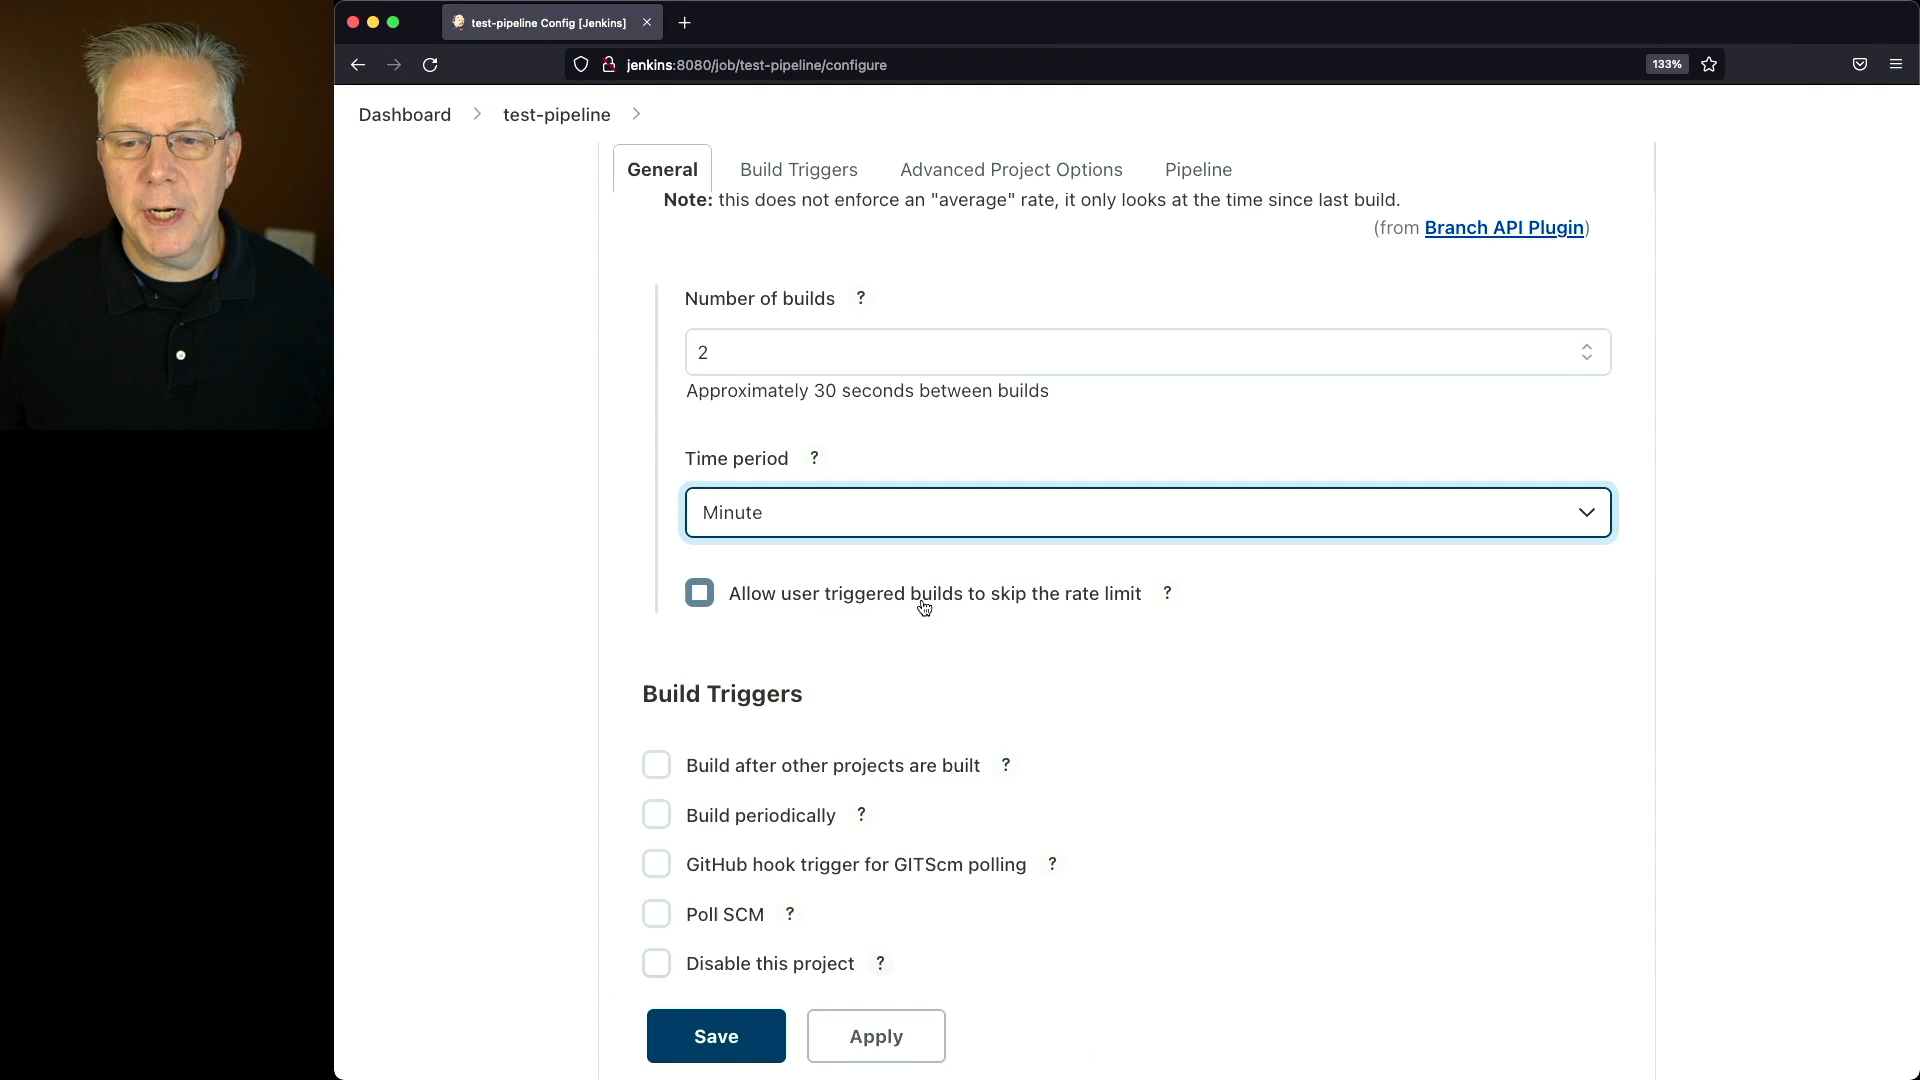 test-pipeline Config [Jenkins]
jenkins:8080/job/test-pipeline/configure
133%
Dashboard
test-pipeline
General
Build Triggers
Advanced Project Options
Pipeline
Note: this does not enforce an "average" rate, it only looks at the time since last build.
(from Branch API Plugin)
Number of builds ?
2
Approximately 30 seconds between builds
Time period ?
Minute
Allow user triggered builds to skip the rate limit ?
Build Triggers
Build after other projects are built ?
Build periodically ?
GitHub hook trigger for GITScm polling ?
Poll SCM ?
Disable this project ?
Save
Apply